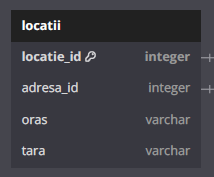 locatii
locatie_id integer
adresa_id integer
oras varchar
tara varchar